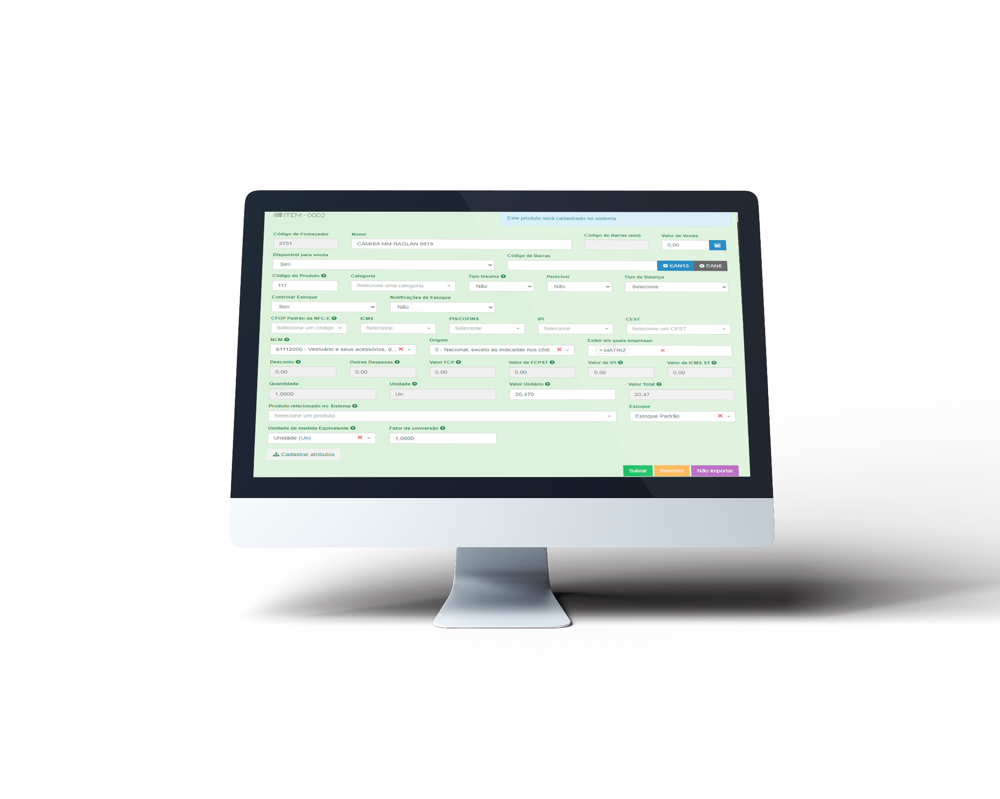 ITEM - 0002
Este produto será cadastrado no sistema
Código de Fornecedor Nome Código de Barras (xml) Valor de Venda
3731 CAMISA MM RAGLAN 9919 0,00
Disponível para venda Código de Barras
Sim EAN13 EAN8
Código do Produto Categoria Tipo Insumo Perecível Tipo de Balança
111 Selecione uma categoria Não Não Selecione
Controlar Estoque Notificações de Estoque
Sim Não
CFOP Padrão da NFC-E ICMS PIS/COFINS IPI CEST
Selecione um código Selecione Selecione Selecione Selecione um CEST
NCM Origem Exibir em quais empresas:
61112000 - Vestuário e seus acessórios, d... 0 - Nacional, exceto as indicadas nos códi... × MATRIZ
Desconto Outras Despesas Valor FCP Valor de FCPST Valor de IPI Valor de ICMS ST
0,00 0,00 0,00 0,00 0,00 0,00
Quantidade Unidade Valor Unitário Valor Total
1,0000 Un 20,470 20,47
Produto relacionado no Sistema Estoque
Selecione um produto Estoque Padrão
Unidade de medida Equivalente Fator de conversão
Unidade (Un) 1,0000
Cadastrar atributos
Salvar Reverter Não importar